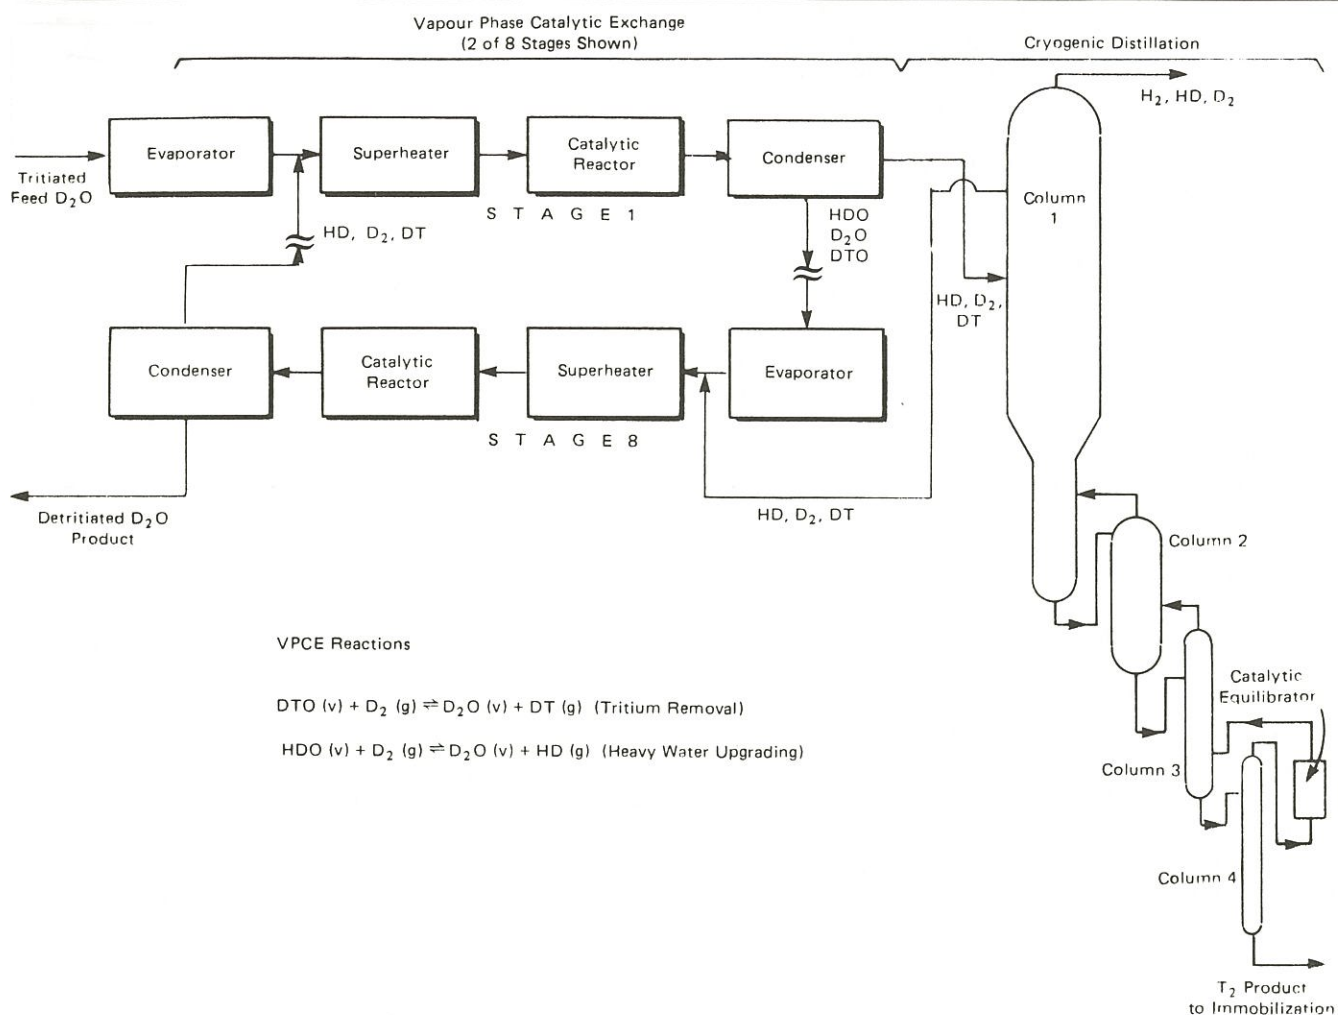 Vapour Phase Catalytic Exchange
(2 of 8 Stages Shown)
Cryogenic Distillation
H₂, HD, D₂
Evaporator
Superheater
Catalytic
Reactor
Condenser
Tritiated
Feed D₂O
STAGE 1
HD, D₂, DT
HDO
D₂O
DTO
Column
1
HD, D₂,
DT
Condenser
Catalytic
Reactor
Superheater
Evaporator
STAGE 8
HD, D₂, DT
Detritiated D₂O
Product
Column 2
VPCE Reactions
DTO (v) + D₂ (g) ⇌ D₂O (v) + DT (g) (Tritium Removal)
HDO (v) + D₂ (g) ⇌ D₂O (v) + HD (g) (Heavy Water Upgrading)
Catalytic
Equilibrator
Column 3
Column 4
T₂ Product
to Immobilization